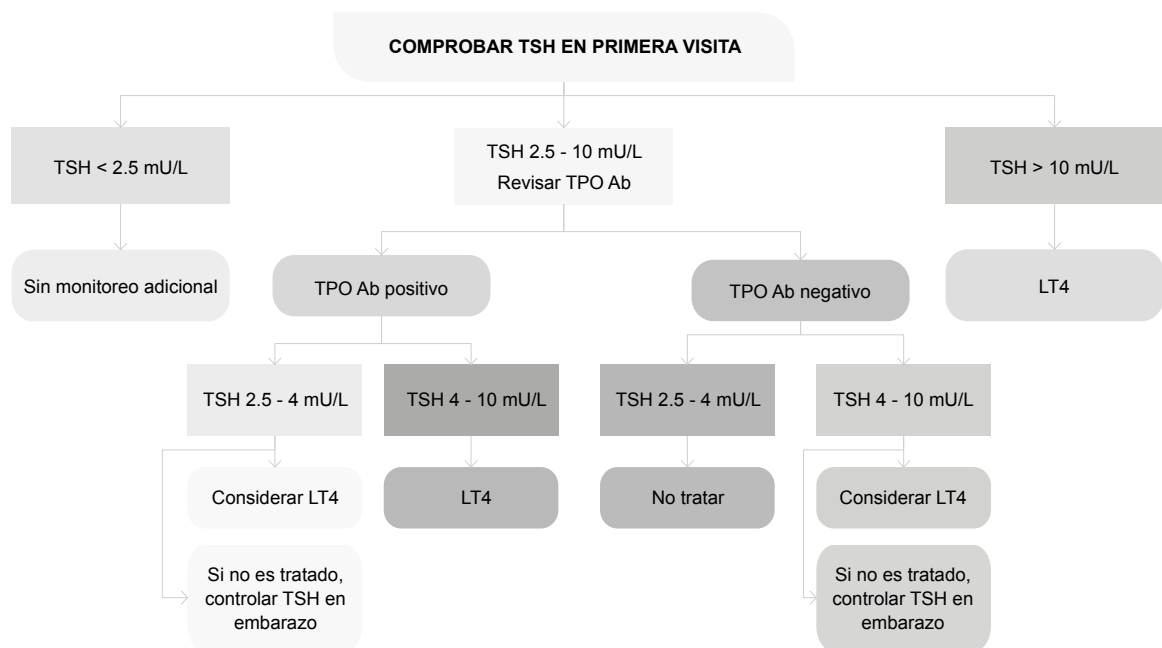 COMPROBAR TSH EN PRIMERA VISITA
TSH < 2.5 mU/L
TSH 2.5 - 10 mU/L
Revisar TPO Ab
TSH > 10 mU/L
Sin monitoreo adicional
TPO Ab positivo
TPO Ab negativo
LT4
TSH 2.5 - 4 mU/L
TSH 4 - 10 mU/L
TSH 2.5 - 4 mU/L
TSH 4 - 10 mU/L
Considerar LT4
LT4
No tratar
Considerar LT4
Si no es tratado,
controlar TSH en
embarazo
Si no es tratado,
controlar TSH en
embarazo